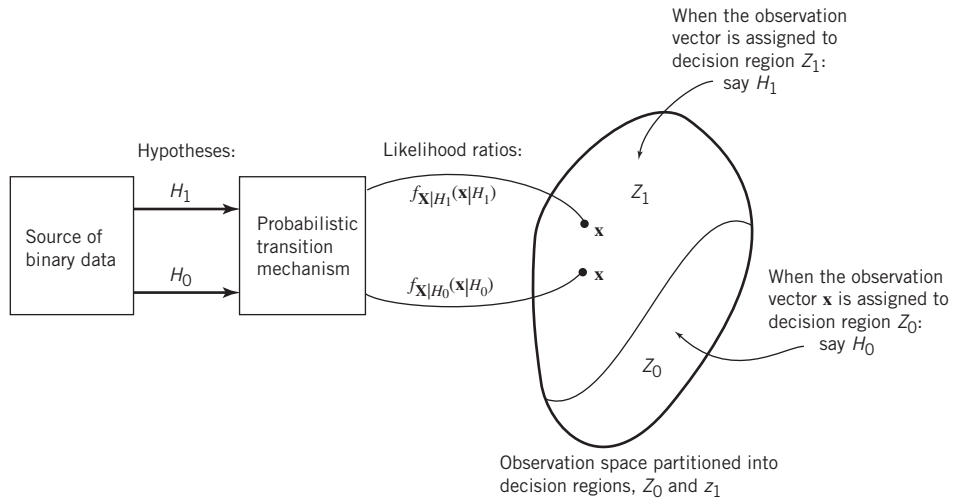 When the observation
vector is assigned to
decision region Z1:
say H1
Hypotheses:
Likelihood ratios:
Source of
binary data
H1
H0
Probabilistic
transition
mechanism
fX|H1(x|H1)
fX|H0(x|H0)
Z1
x
x
Z0
When the observation
vector x is assigned to
decision region Z0:
say H0
Observation space partitioned into
decision regions, Z0 and z1